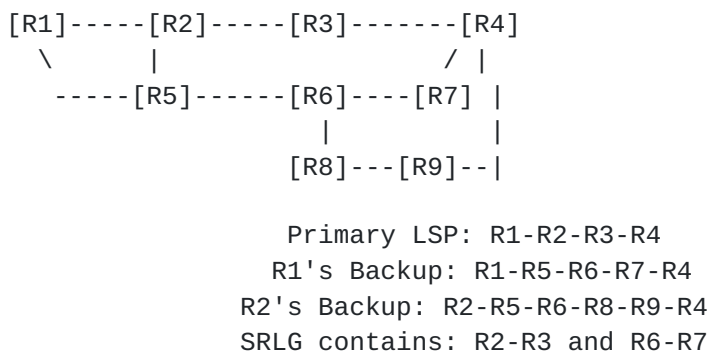 [R1]-----[R2]-----[R3]-------[R4]
\ | / |
-----[R5]------[R6]----[R7] |
| |
[R8]---[R9]--|
Primary LSP: R1-R2-R3-R4
R1's Backup: R1-R5-R6-R7-R4
R2's Backup: R2-R5-R6-R8-R9-R4
SRLG contains: R2-R3 and R6-R7